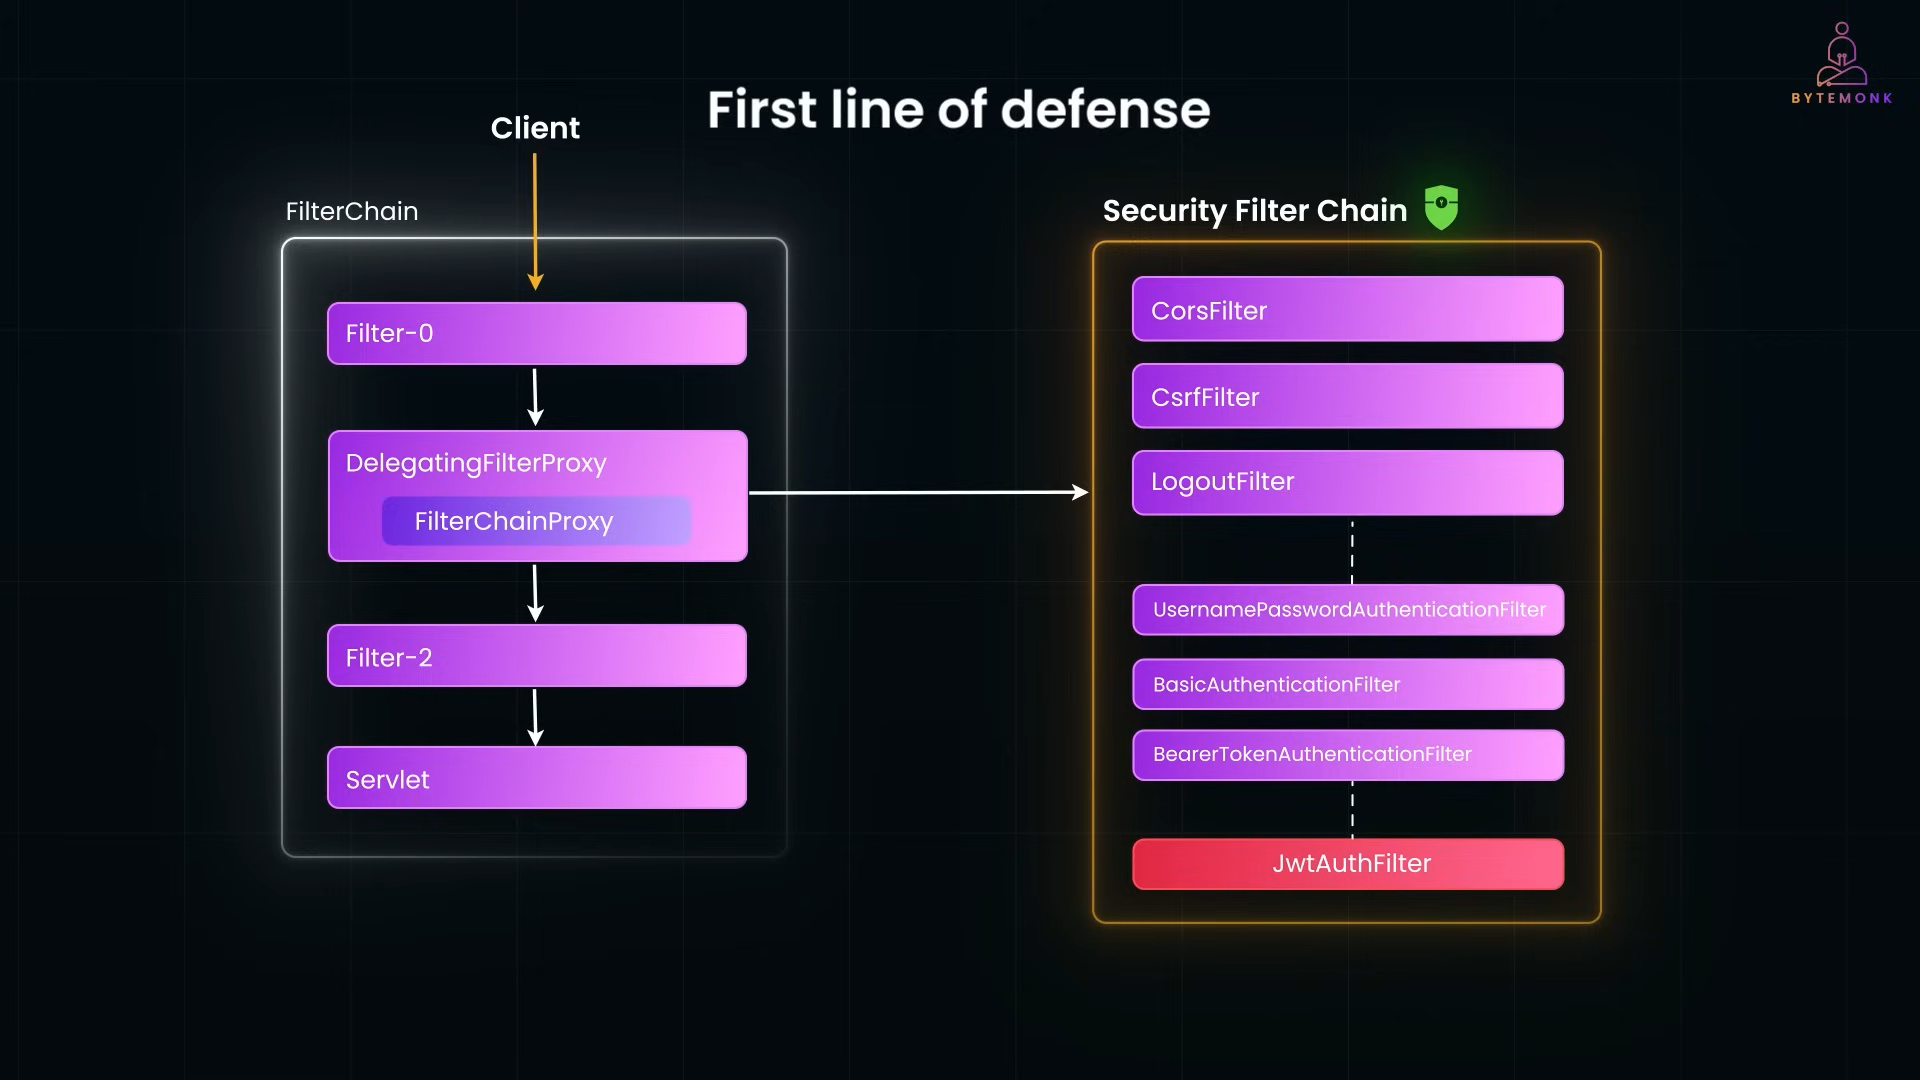 First line of defense
BYTEMONK
Client
FilterChain
Filter-0
DelegatingFilterProxy
FilterChainProxy
Filter-2
Servlet
Security Filter Chain
CorsFilter
CsrfFilter
LogoutFilter
UsernamePasswordAuthenticationFilter
BasicAuthenticationFilter
BearerTokenAuthenticationFilter
JwtAuthFilter